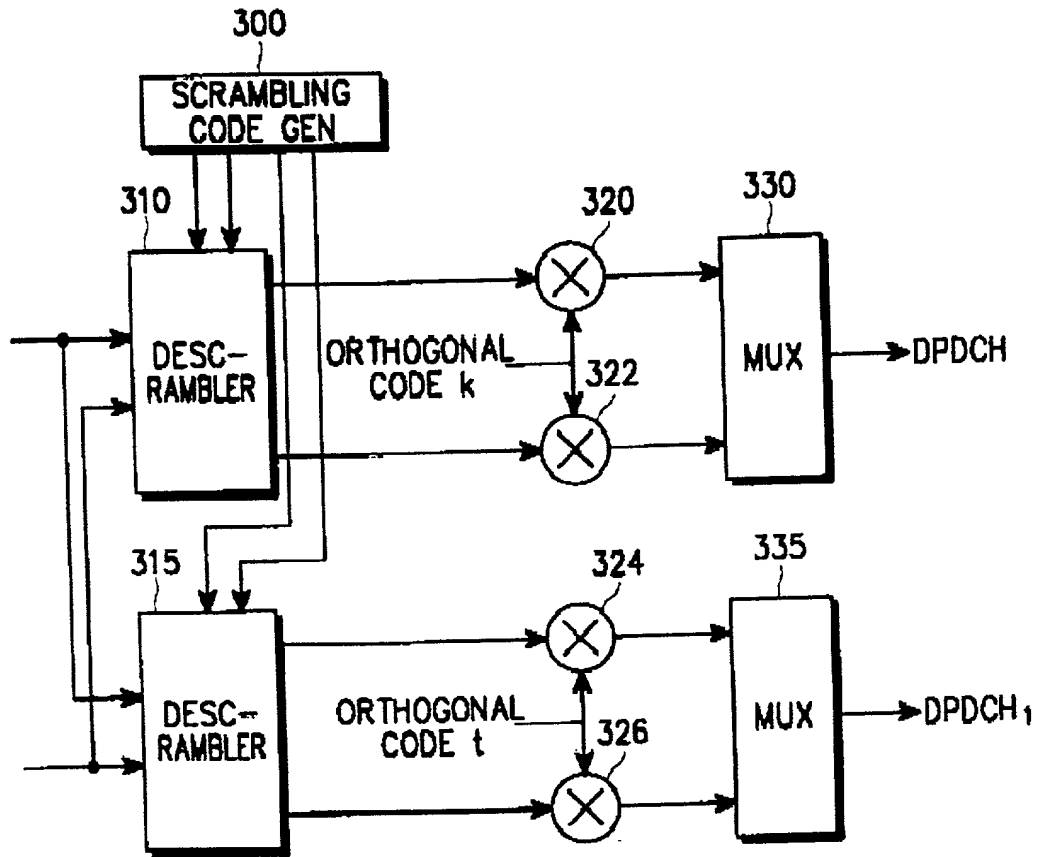 300
SCRAMBLING
CODE GEN
310
320
330
DESC-
RAMBLER
ORTHOGONAL
CODE k
322
MUX
DPDCH
315
324
335
DESC-
RAMBLER
ORTHOGONAL
CODE t
326
MUX
DPDCH₁